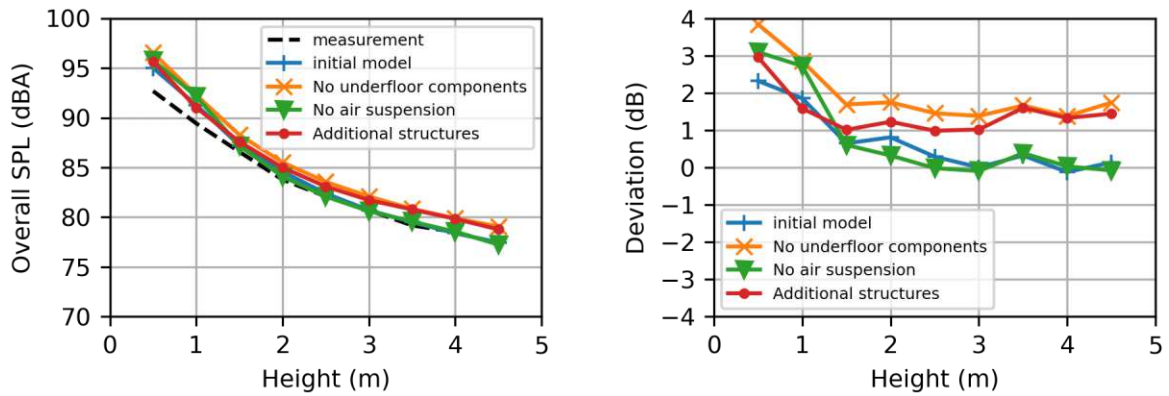 100
95
90
85
80
75
70
Overall SPL (dBA)
measurement
initial model
No underfloor components
No air suspension
Additional structures
0
1
2
3
4
5
Height (m)
4
3
2
1
0
−1
−2
−3
−4
Deviation (dB)
initial model
No underfloor components
No air suspension
Additional structures
0
1
2
3
4
5
Height (m)